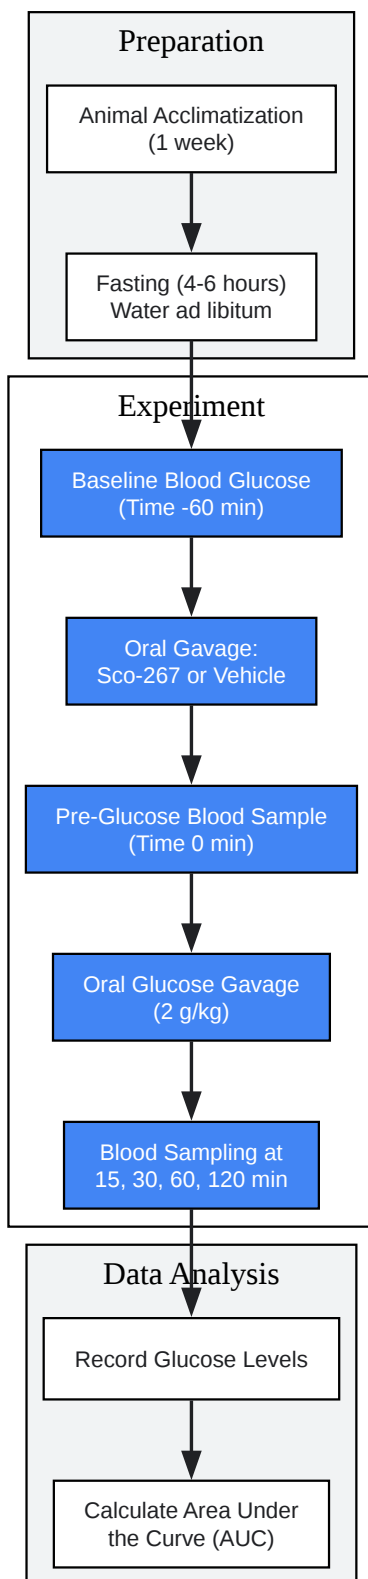 Preparation
Animal Acclimatization
(1 week)
Fasting (4-6 hours)
Water ad libitum
Experiment
Baseline Blood Glucose
(Time -60 min)
Oral Gavage:
Sco-267 or Vehicle
Pre-Glucose Blood Sample
(Time 0 min)
Oral Glucose Gavage
(2 g/kg)
Blood Sampling at
15, 30, 60, 120 min
Data Analysis
Record Glucose Levels
Calculate Area Under
the Curve (AUC)